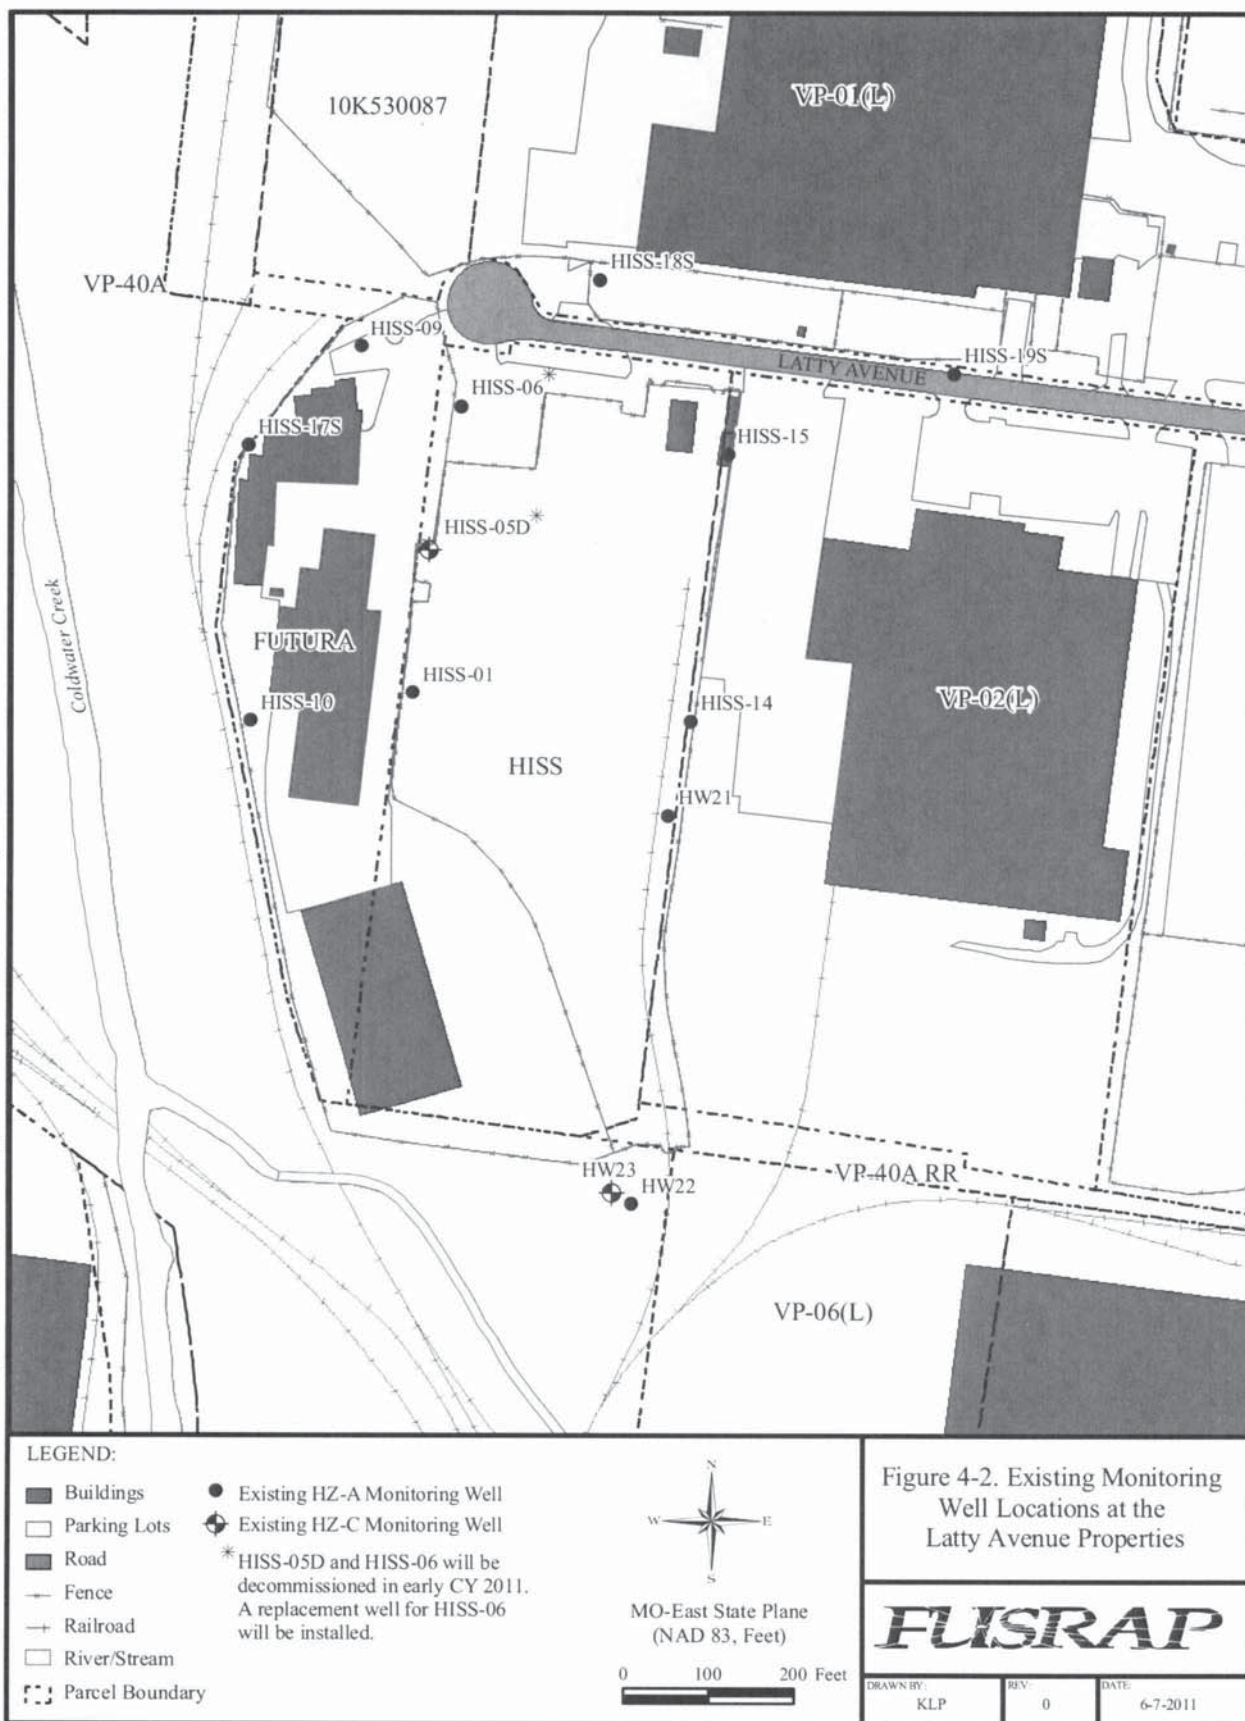 10K530087
VP-01(L)
VP-40A
HISS-18S
HISS-09
HISS-19S
LATTY AVENUE
HISS-06*
HISS-17S
HISS-15
HISS-05D*
Coldwater Creek
FUTURA
HISS-01
HISS-10
HISS-14
VP-02(L)
HISS
HW21
HW23
HW22
VP-40A RR
VP-06(L)
LEGEND:
Buildings
Parking Lots
Road
Fence
Railroad
River/Stream
Parcel Boundary
Existing HZ-A Monitoring Well
Existing HZ-C Monitoring Well
* HISS-05D and HISS-06 will be
decommissioned in early CY 2011.
A replacement well for HISS-06
will be installed.
N
W E
S
MO-East State Plane
(NAD 83, Feet)
0 100 200 Feet
Figure 4-2. Existing Monitoring
Well Locations at the
Latty Avenue Properties
FUSRAP
DRAWN BY:
KLP
REV:
0
DATE:
6-7-2011